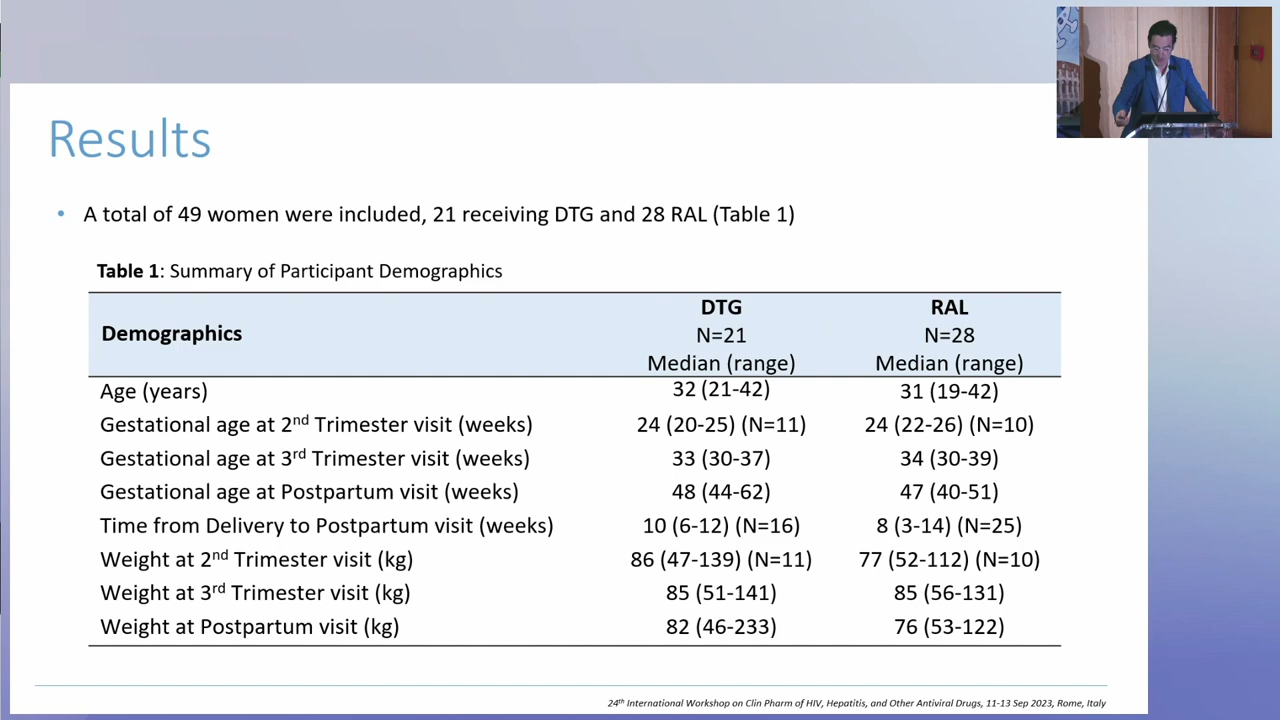 Results
• A total of 49 women were included, 21 receiving DTG and 28 RAL (Table 1)
Table 1: Summary of Participant Demographics
Demographics DTG N=21 Median (range) RAL N=28 Median (range)
Age (years) 32 (21-42) 31 (19-42)
Gestational age at 2nd Trimester visit (weeks) 24 (20-25) (N=11) 24 (22-26) (N=10)
Gestational age at 3rd Trimester visit (weeks) 33 (30-37) 34 (30-39)
Gestational age at Postpartum visit (weeks) 48 (44-62) 47 (40-51)
Time from Delivery to Postpartum visit (weeks) 10 (6-12) (N=16) 8 (3-14) (N=25)
Weight at 2nd Trimester visit (kg) 86 (47-139) (N=11) 77 (52-112) (N=10)
Weight at 3rd Trimester visit (kg) 85 (51-141) 85 (56-131)
Weight at Postpartum visit (kg) 82 (46-233) 76 (53-122)
24th International Workshop on Clin Pharm of HIV, Hepatitis, and Other Antiviral Drugs, 11-13 Sep 2023, Rome, Italy